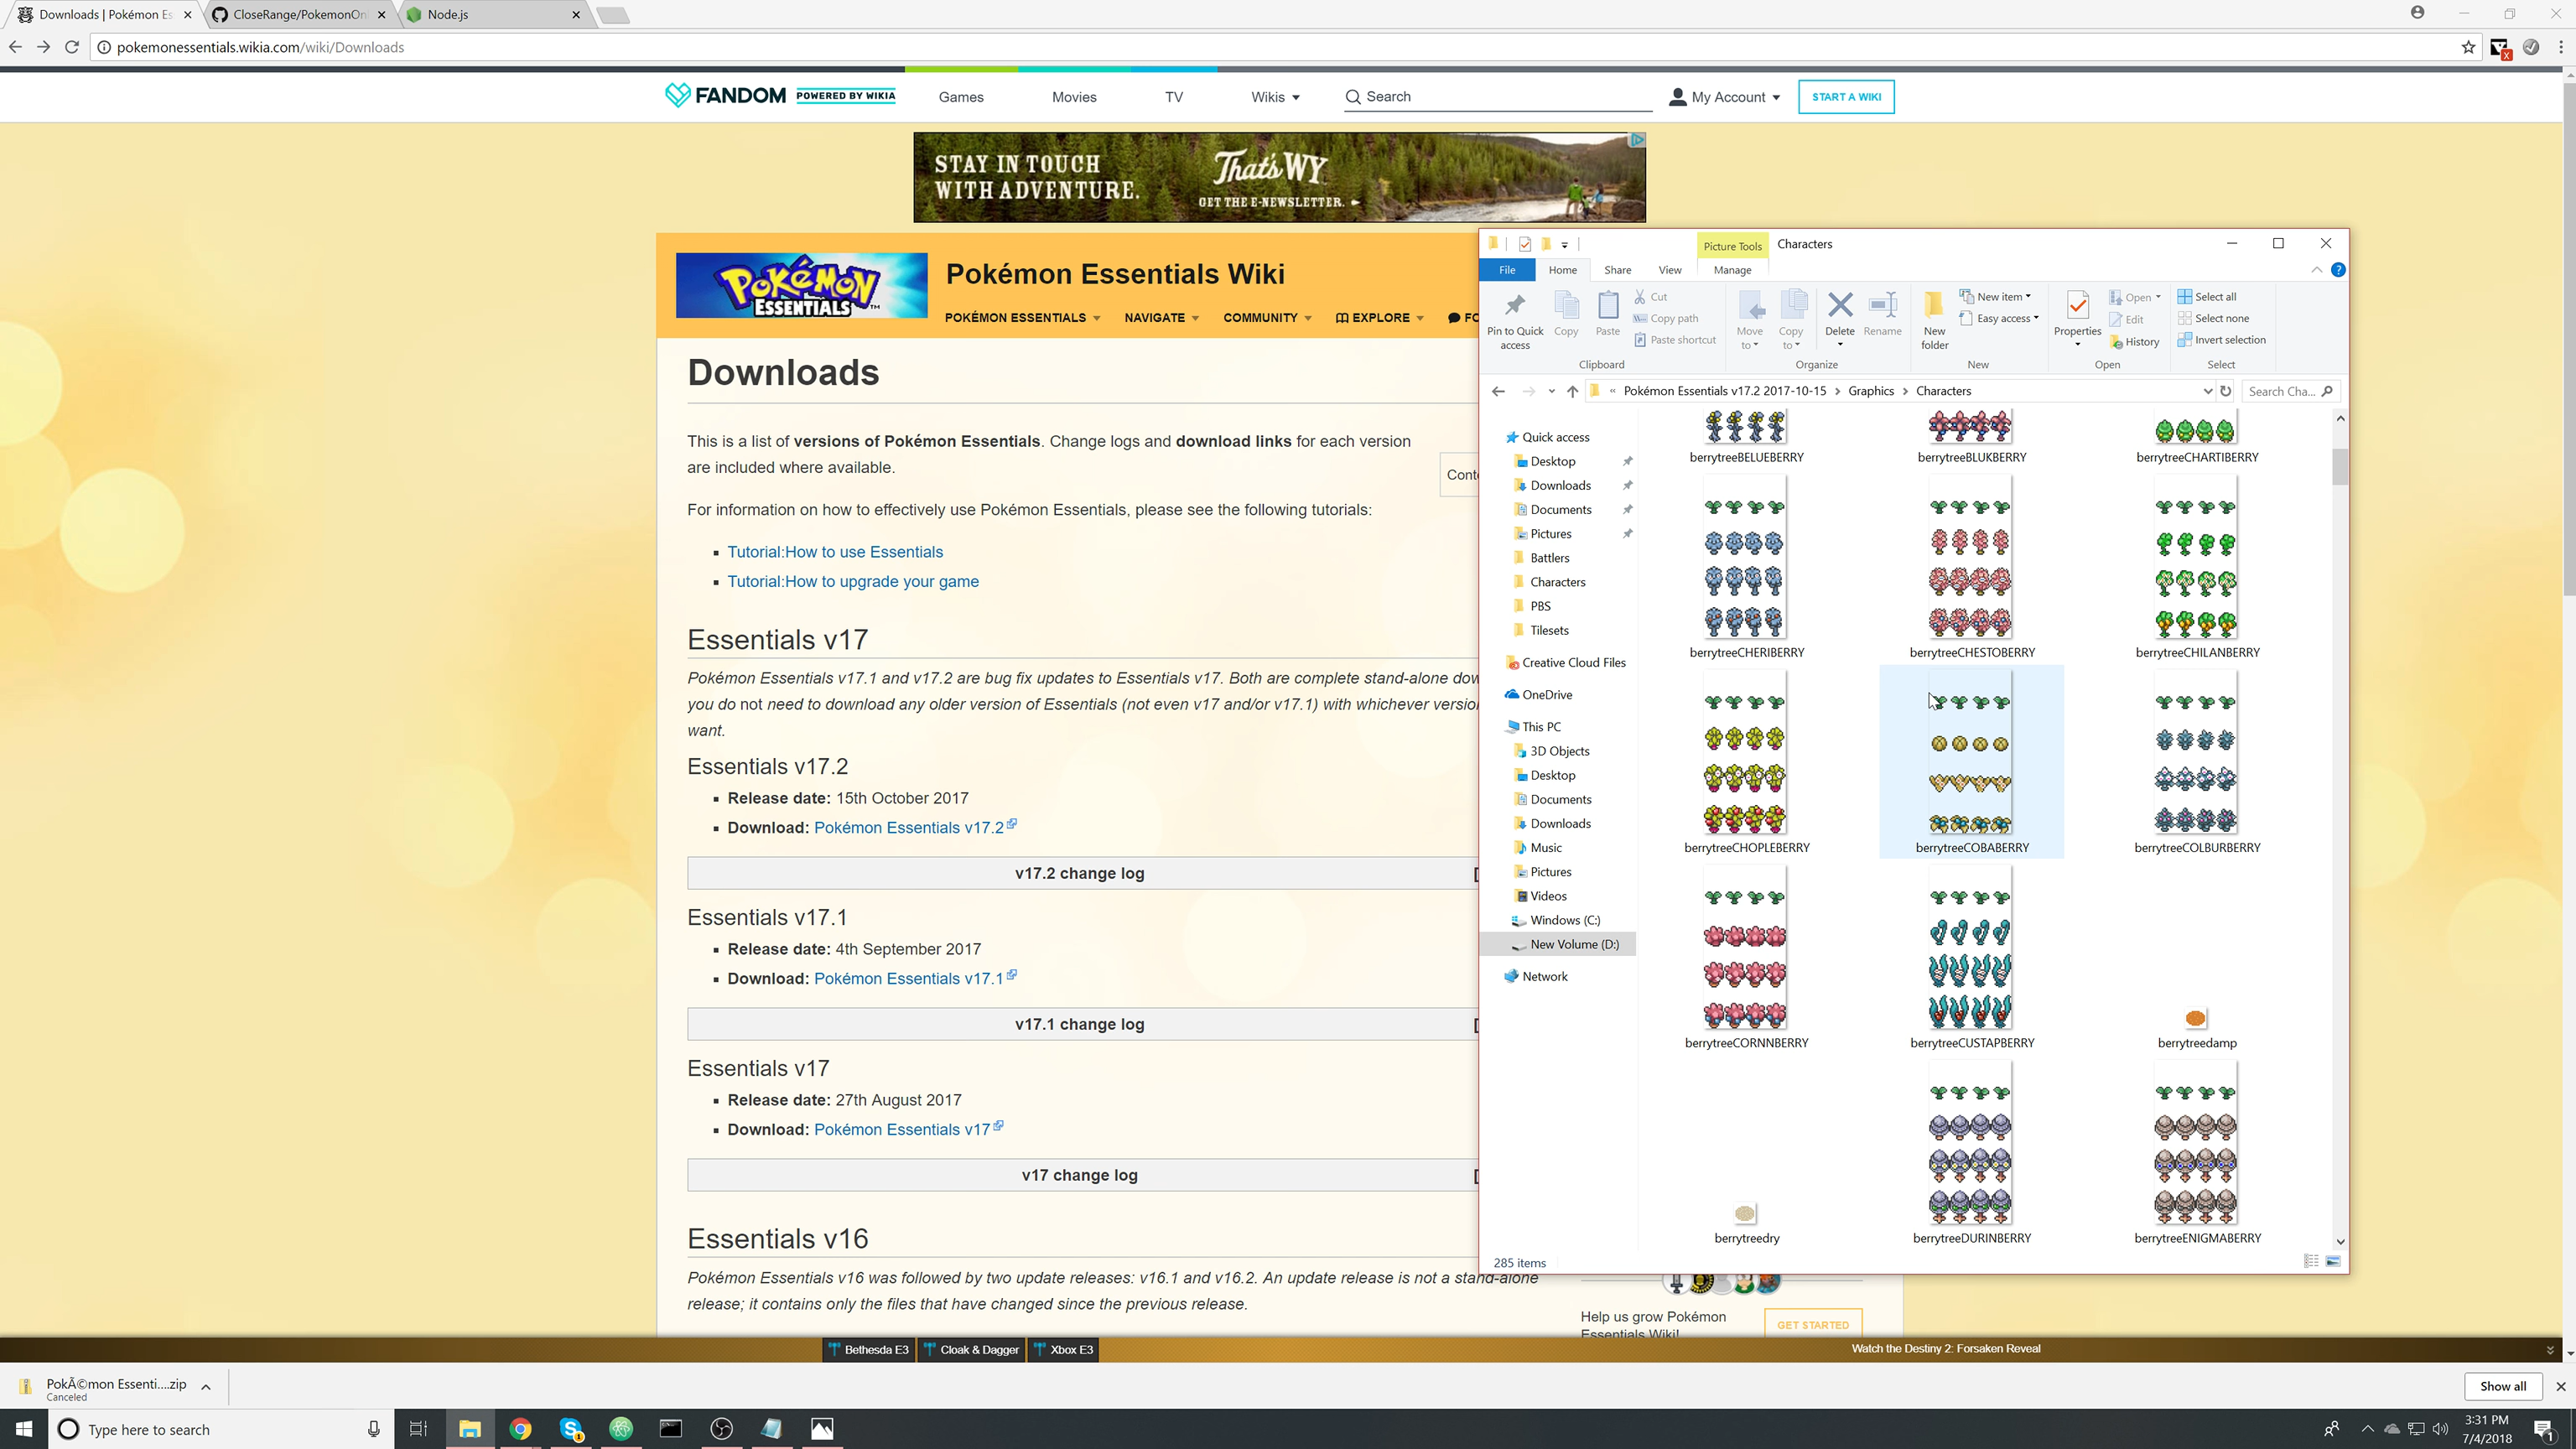 Downloads | Pokémon Es
CloseRange/PokemonOnl
Node.js
pokemonessentials.wikia.com/wiki/Downloads
FANDOM POWERED BY WIKIA
Games
Movies
TV
Wikis
Search
My Account
START A WIKI
STAY IN TOUCH
WITH ADVENTURE.
That's WY
GET THE E-NEWSLETTER.
POKéMON
ESSENTIALS™
Pokémon Essentials Wiki
POKÉMON ESSENTIALS
NAVIGATE
COMMUNITY
EXPLORE
FO
Downloads
This is a list of versions of Pokémon Essentials. Change logs and download links for each version
are included where available.
Conte
For information on how to effectively use Pokémon Essentials, please see the following tutorials:
Tutorial:How to use Essentials
Tutorial:How to upgrade your game
Essentials v17
Pokémon Essentials v17.1 and v17.2 are bug fix updates to Essentials v17. Both are complete stand-alone dow
you do not need to download any older version of Essentials (not even v17 and/or v17.1) with whichever versio
want.
Essentials v17.2
Release date: 15th October 2017
Download: Pokémon Essentials v17.2
v17.2 change log
[
Essentials v17.1
Release date: 4th September 2017
Download: Pokémon Essentials v17.1
v17.1 change log
[
Essentials v17
Release date: 27th August 2017
Download: Pokémon Essentials v17
v17 change log
[
Essentials v16
Pokémon Essentials v16 was followed by two update releases: v16.1 and v16.2. An update release is not a stand-alone
release; it contains only the files that have changed since the previous release.
Help us grow Pokémon
Essentials Wiki!
GET STARTED
Picture Tools
Characters
File
Home
Share
View
Manage
Pin to Quick
access
Copy
Paste
Cut
Copy path
Paste shortcut
Clipboard
Move
to
Copy
to
Delete
Rename
Organize
New
folder
New item
Easy access
New
Properties
Open
Edit
History
Open
Select all
Select none
Invert selection
Select
« Pokémon Essentials v17.2 2017-10-15 > Graphics > Characters
Search Cha...
Quick access
Desktop
Downloads
Documents
Pictures
Battlers
Characters
PBS
Tilesets
Creative Cloud Files
OneDrive
This PC
3D Objects
Desktop
Documents
Downloads
Music
Pictures
Videos
Windows (C:)
New Volume (D:)
Network
berrytreeBELUEBERRY
berrytreeBLUKBERRY
berrytreeCHARTIBERRY
berrytreeCHERIBERRY
berrytreeCHESTOBERRY
berrytreeCHILANBERRY
berrytreeCHOPLEBERRY
berrytreeCOBABERRY
berrytreeCOLBURBERRY
berrytreeCORNNBERRY
berrytreeCUSTAPBERRY
berrytreedamp
berrytreedry
berrytreeDURINBERRY
berrytreeENIGMABERRY
285 items
Bethesda E3
Cloak & Dagger
Xbox E3
Watch the Destiny 2: Forsaken Reveal
PokÃ©mon Essenti....zip
Canceled
Show all
Type here to search
3:31 PM
7/4/2018